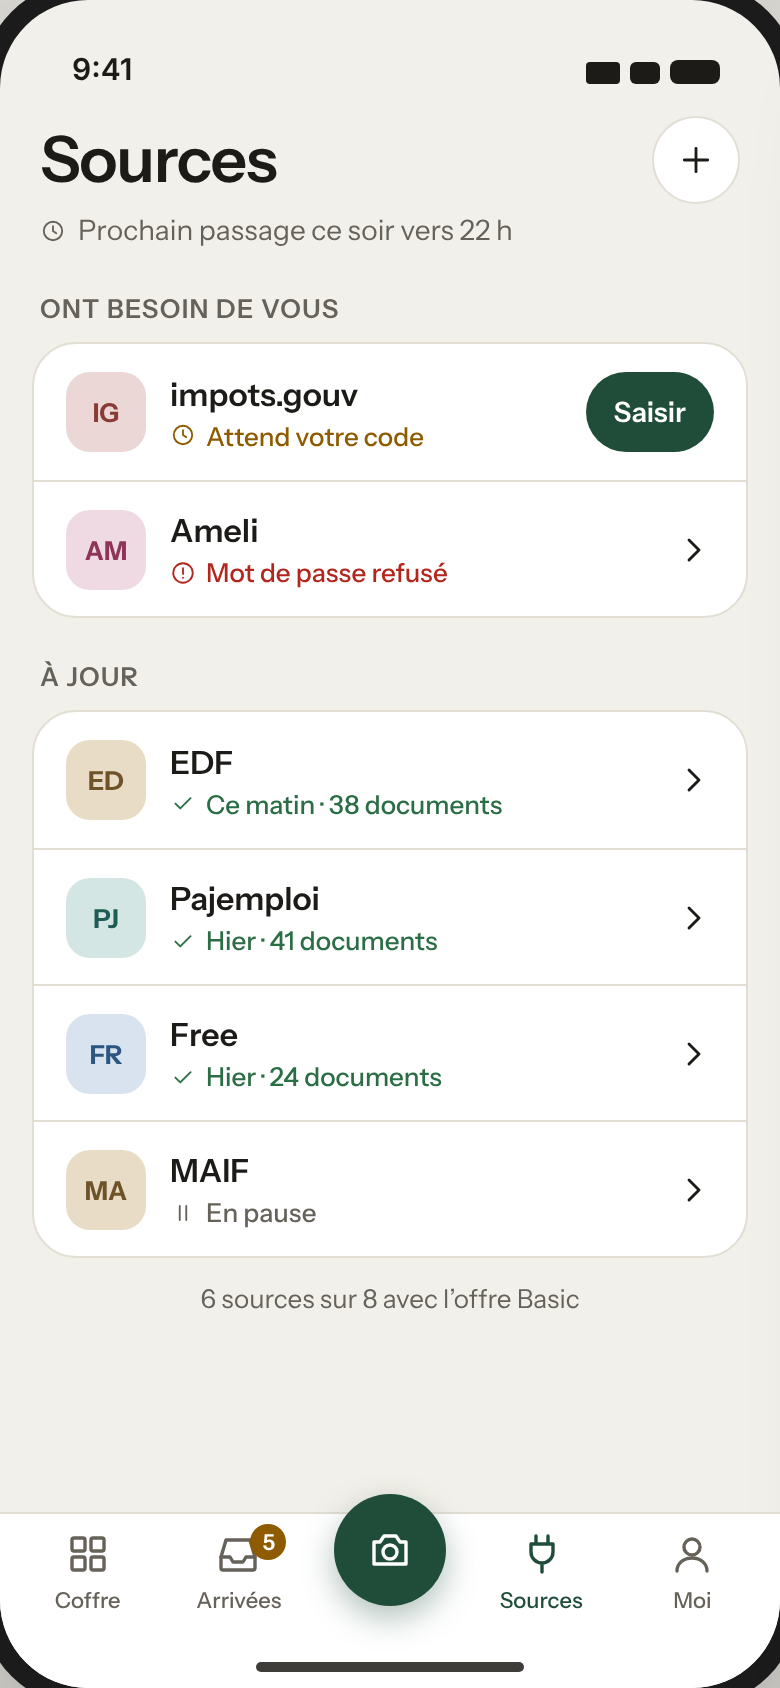 9:41
Sources
Prochain passage ce soir vers 22 h
ONT BESOIN DE VOUS
IG
impots.gouv
Attend votre code
Saisir
AM
Ameli
Mot de passe refusé
À JOUR
ED
EDF
Ce matin · 38 documents
PJ
Pajemploi
Hier · 41 documents
FR
Free
Hier · 24 documents
MA
MAIF
En pause
6 sources sur 8 avec l’offre Basic
5
Coffre
Arrivées
Sources
Moi